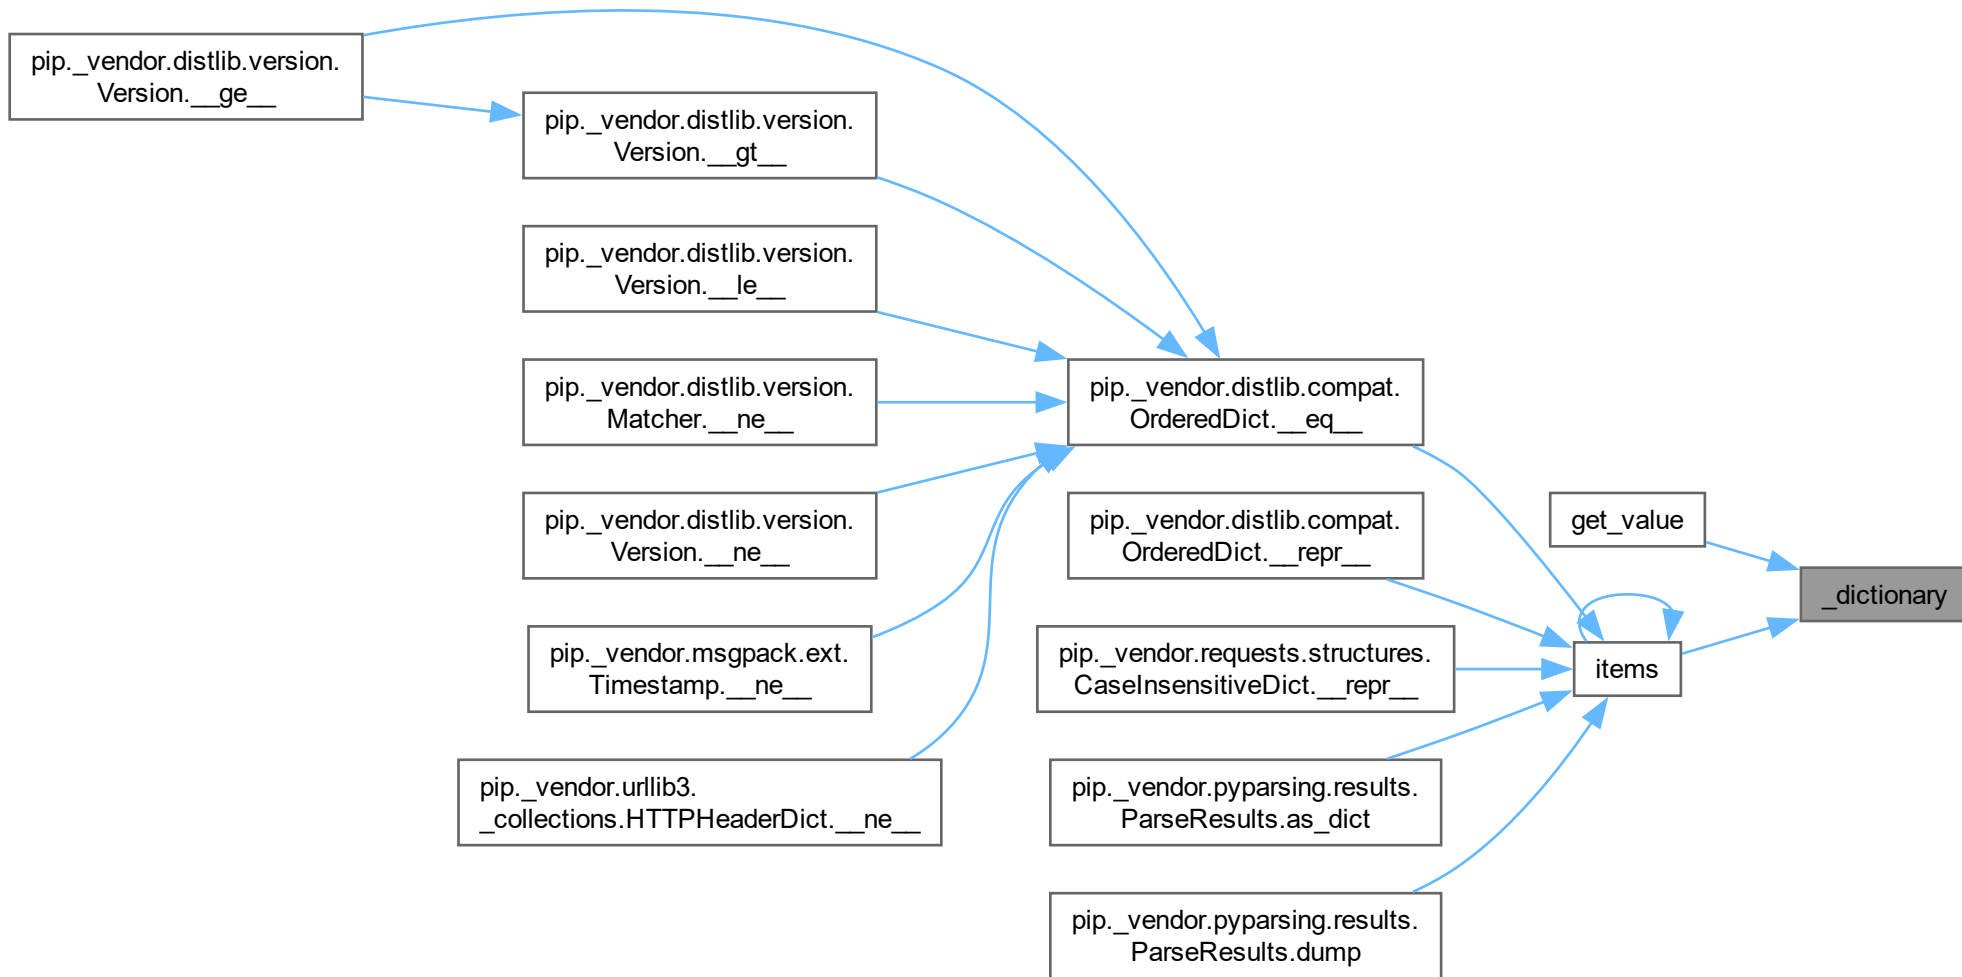 pip._vendor.distlib.version.
Version.__ge__
pip._vendor.distlib.version.
Version.__gt__
pip._vendor.distlib.version.
Version.__le__
pip._vendor.distlib.version.
Matcher.__ne__
pip._vendor.distlib.version.
Version.__ne__
pip._vendor.msgpack.ext.
Timestamp.__ne__
pip._vendor.urllib3.
_collections.HTTPHeaderDict.__ne__
pip._vendor.distlib.compat.
OrderedDict.__eq__
pip._vendor.distlib.compat.
OrderedDict.__repr__
pip._vendor.requests.structures.
CaseInsensitiveDict.__repr__
pip._vendor.pyparsing.results.
ParseResults.as_dict
pip._vendor.pyparsing.results.
ParseResults.dump
get_value
items
_dictionary